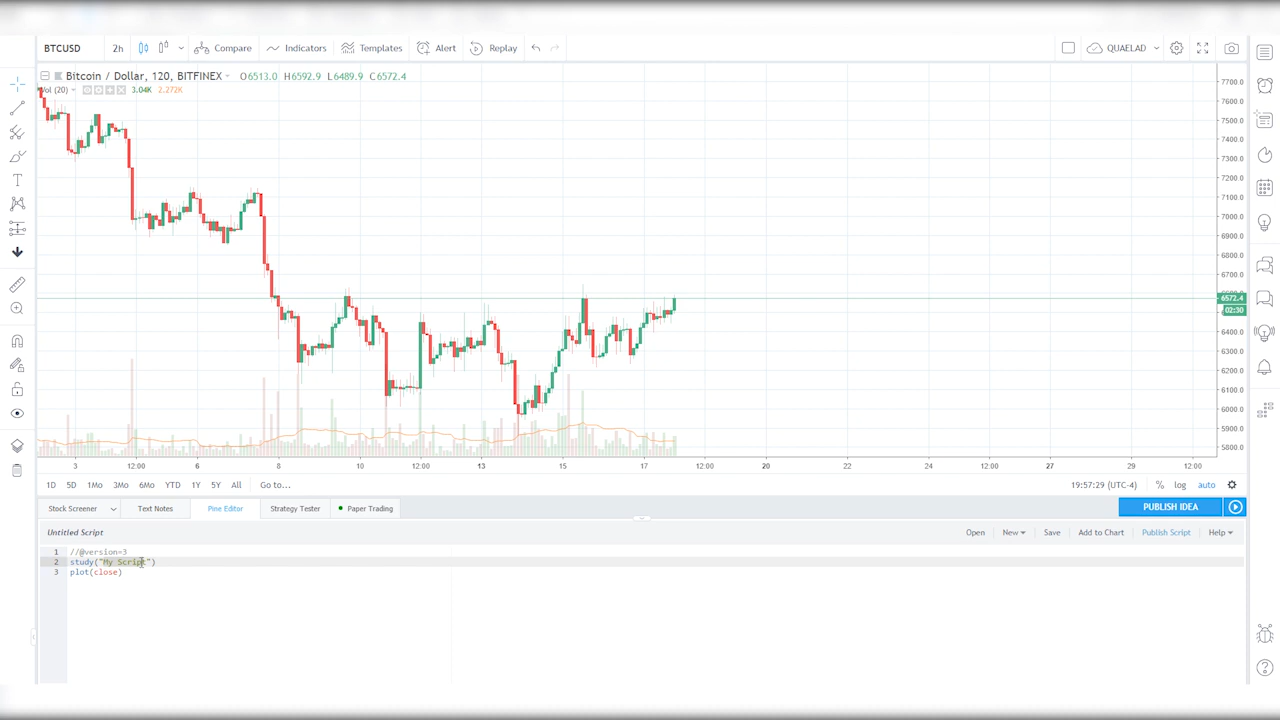 BTCUSD 2h Compare Indicators Templates Alert Replay QUAELAD
Bitcoin / Dollar, 120, BITFINEX O6513.0 H6592.9 L6489.9 C6572.4
Vol (20) 3.04K 2.272K
7700.0
7600.0
7500.0
7400.0
7300.0
7200.0
7100.0
7000.0
6900.0
6800.0
6700.0
6572.4
02:30
6400.0
6300.0
6200.0
6100.0
6000.0
5900.0
5800.0
3 12:00 6 8 10 12:00 13 15 17 12:00 20 22 24 12:00 27 29 12:00
1D 5D 1Mo 3Mo 6Mo YTD 1Y 5Y All Go to... 19:57:29 (UTC-4) % log auto
Stock Screener Text Notes Pine Editor Strategy Tester Paper Trading PUBLISH IDEA
Untitled Script Open New Save Add to Chart Publish Script Help
1 //@version=3
2 study("My Script")
3 plot(close)